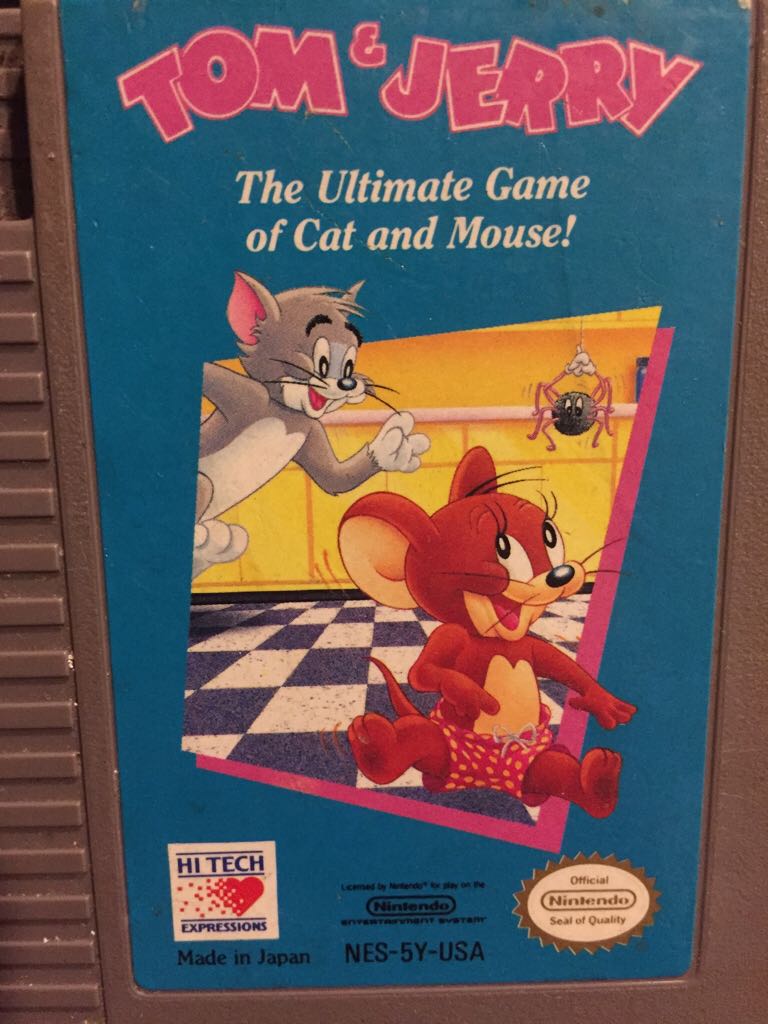 TOM & JERRY
The Ultimate Game
of Cat and Mouse!
HI TECH
EXPRESSIONS
Made in Japan
Licensed by Nintendo® for play on the
Nintendo
ENTERTAINMENT SYSTEM™
NES-5Y-USA
Official
Nintendo
Seal of Quality